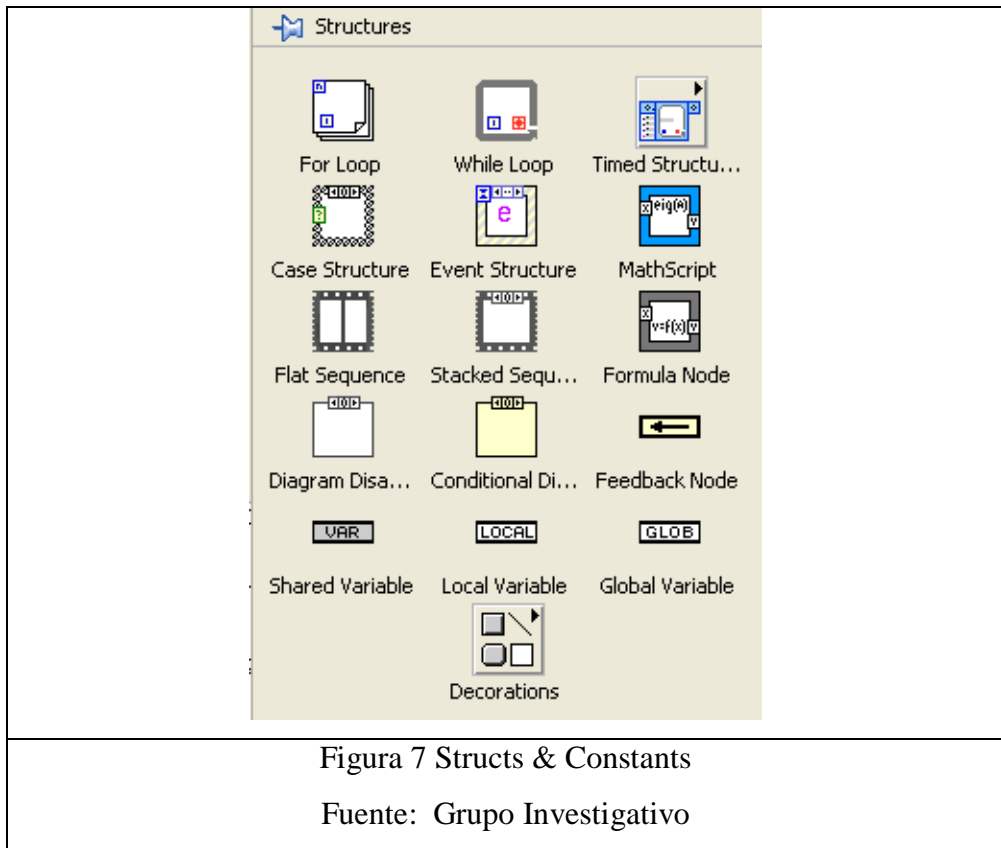 Structures
For Loop While Loop Timed Structu...
Case Structure Event Structure MathScript
Flat Sequence Stacked Sequ... Formula Node
Diagram Disa... Conditional Di... Feedback Node
VAR LOCAL GLOB
Shared Variable Local Variable Global Variable
Decorations
Figura 7 Structs & Constants
Fuente: Grupo Investigativo